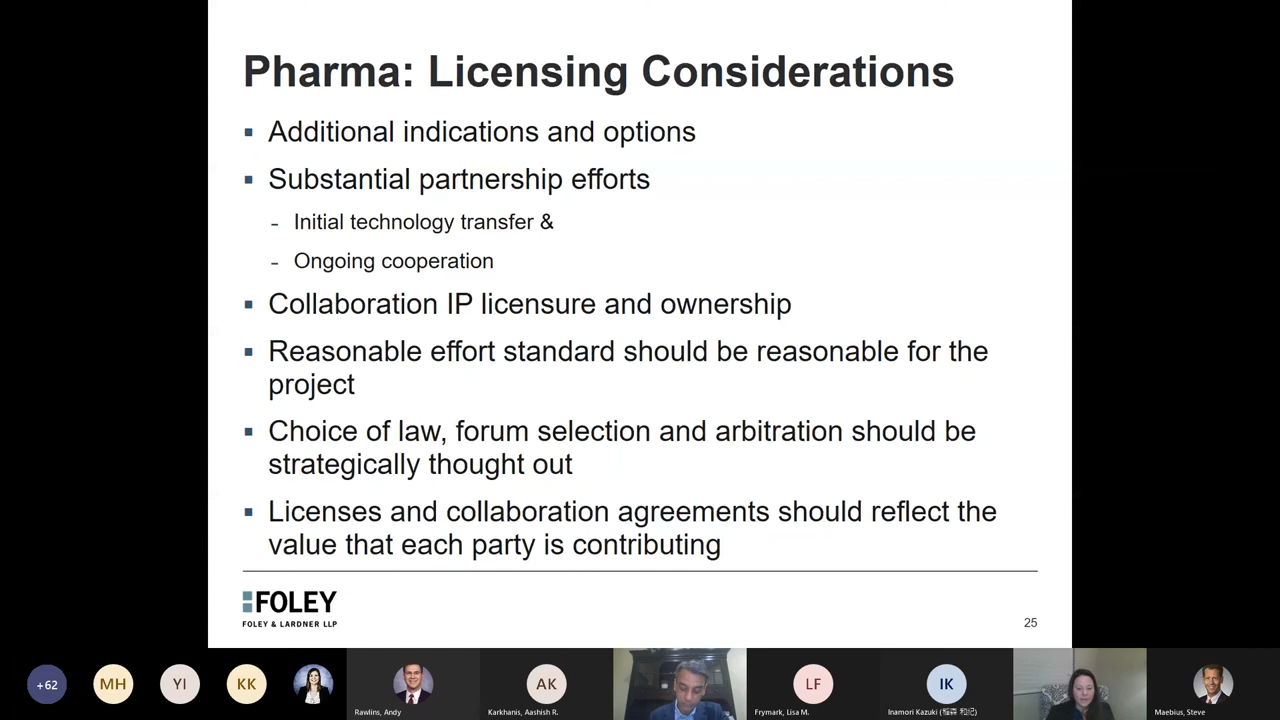 Pharma: Licensing Considerations
▪ Additional indications and options
▪ Substantial partnership efforts
- Initial technology transfer &
- Ongoing cooperation
▪ Collaboration IP licensure and ownership
▪ Reasonable effort standard should be reasonable for the
project
▪ Choice of law, forum selection and arbitration should be
strategically thought out
▪ Licenses and collaboration agreements should reflect the
value that each party is contributing
FOLEY
FOLEY & LARDNER LLP
25
+62
MH
YI
KK
AK
LF
IK
Rawlins, Andy
Karkhanis, Aashish R.
Frymark, Lisa M.
Inamori Kazuki (
Maebius, Steve